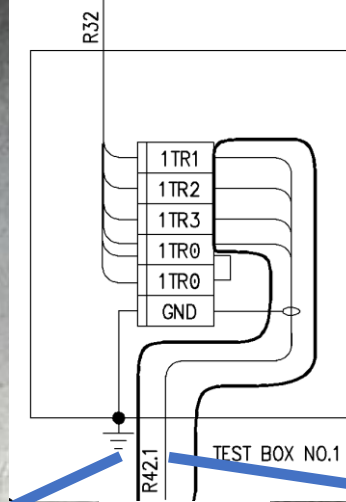 R32
1TR1
1TR2
1TR3
1TR0
1TR0
GND
R42.1
TEST BOX NO.1